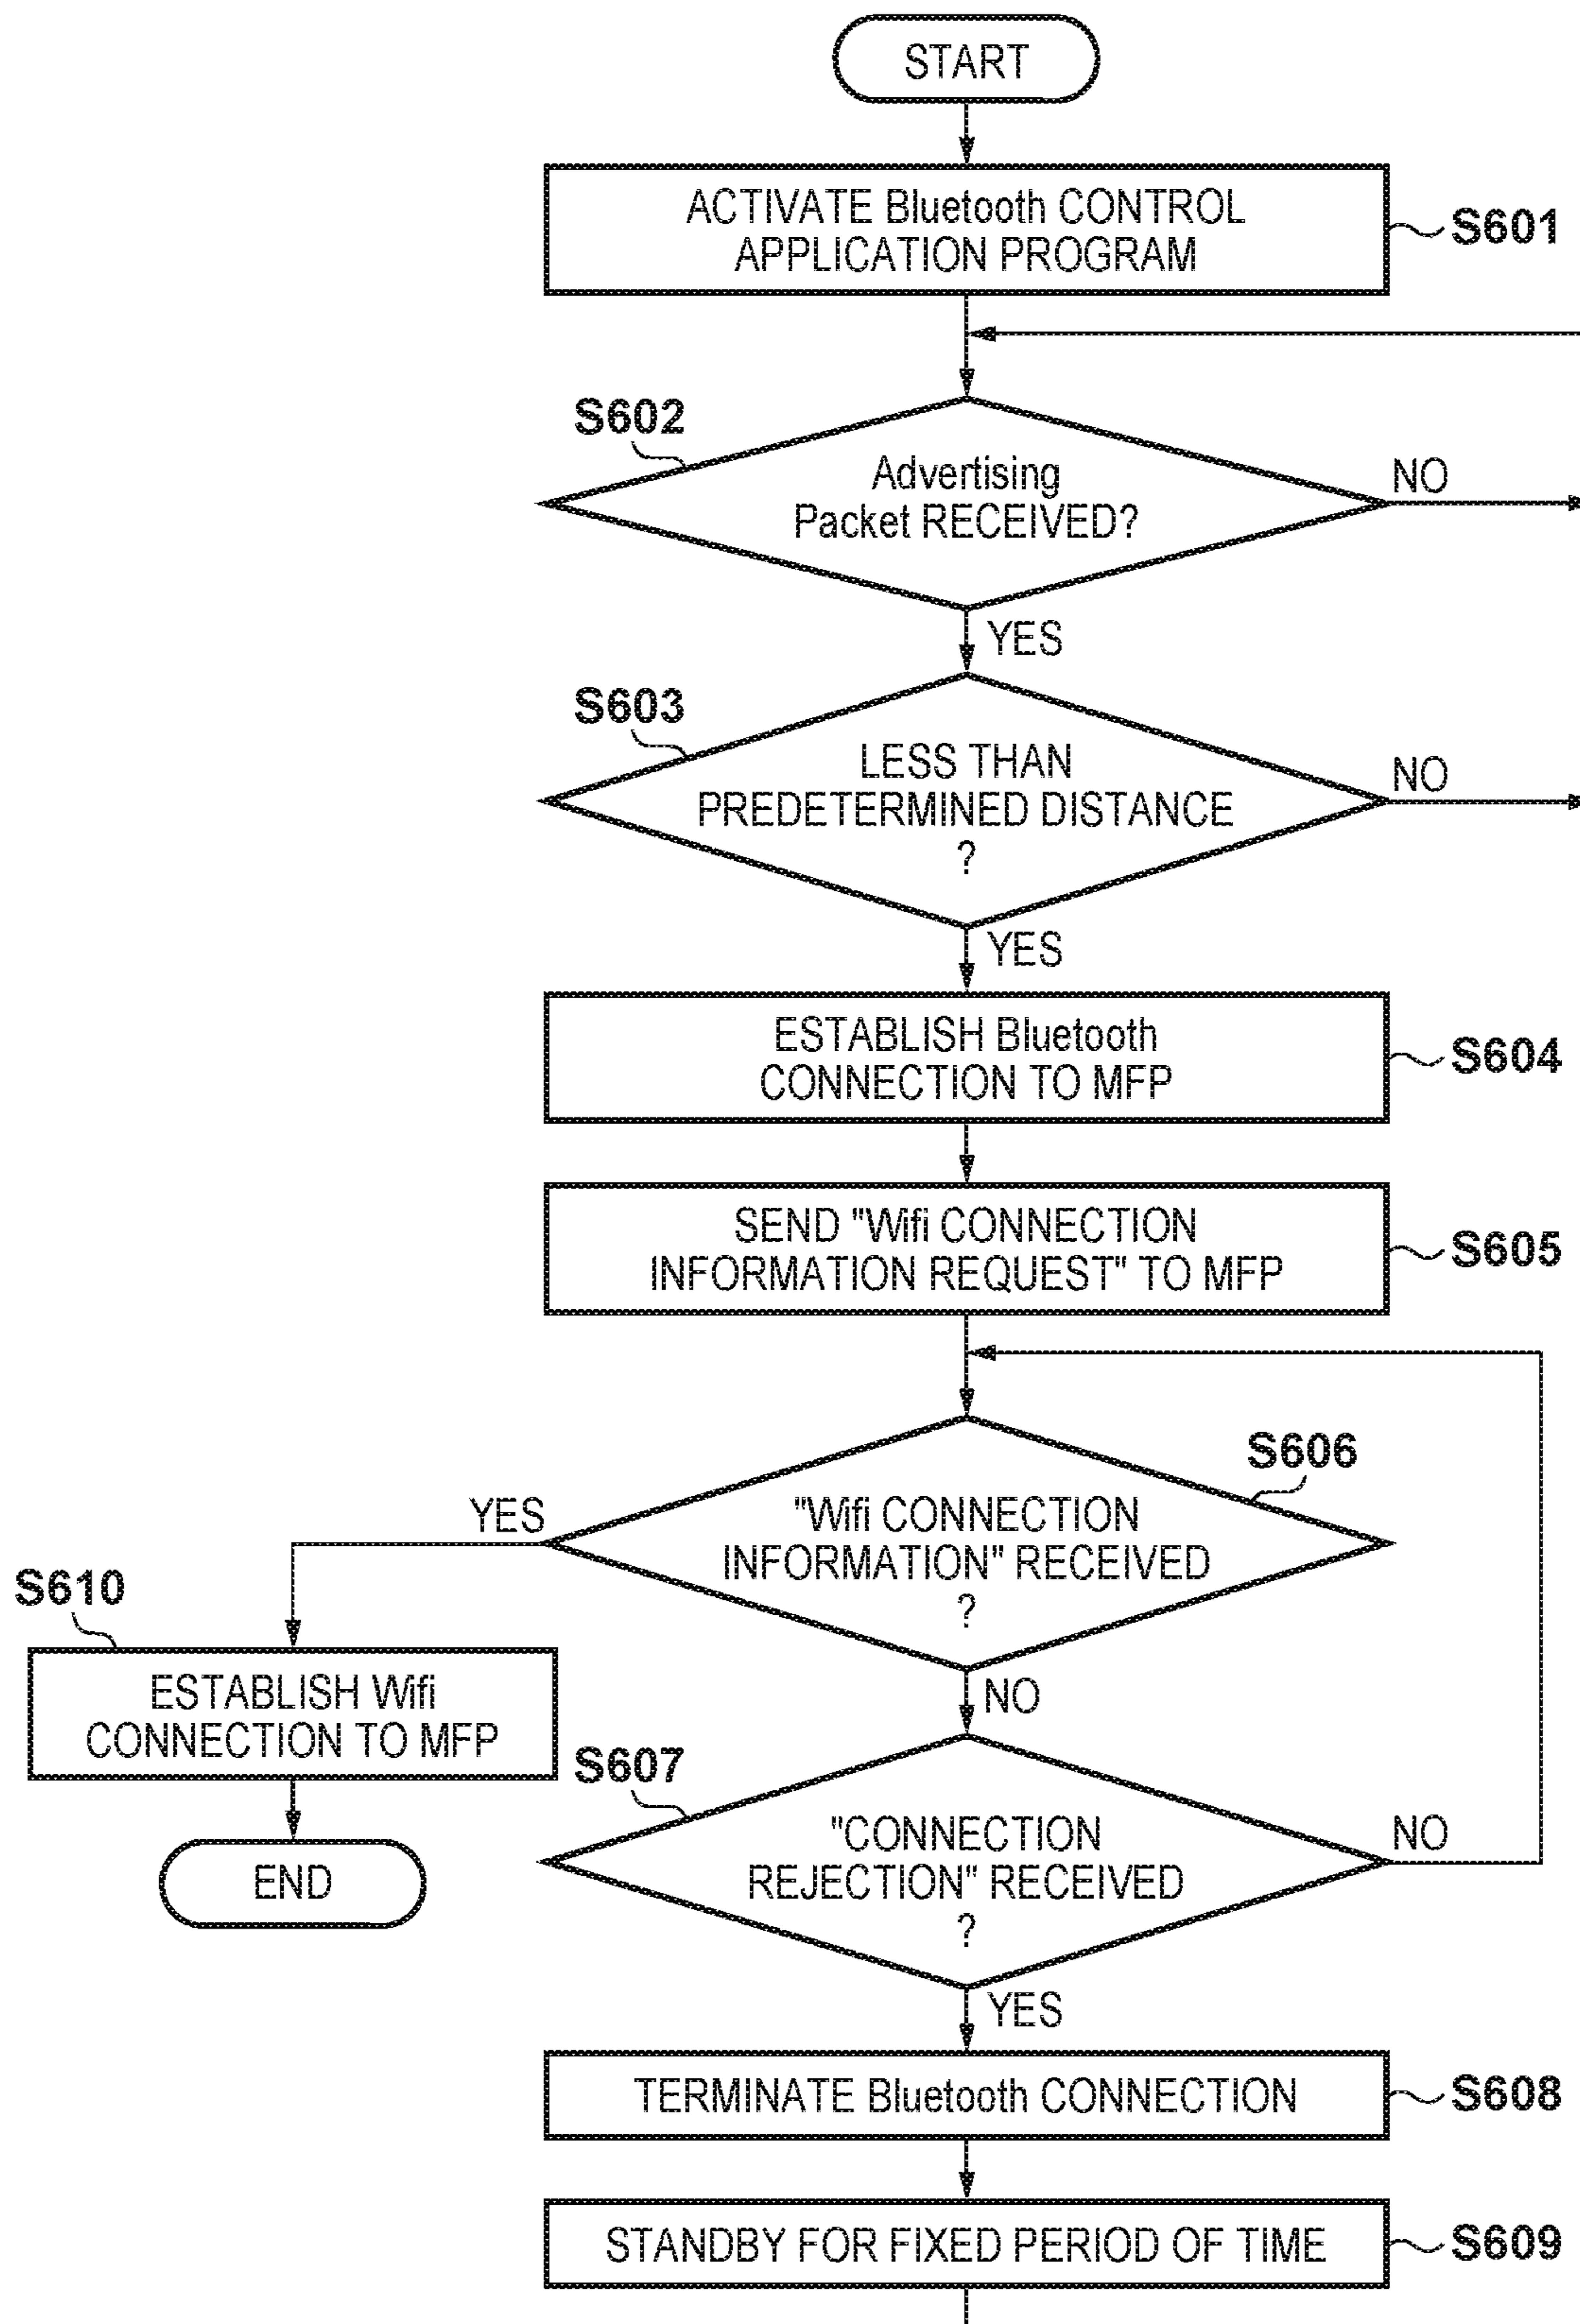 START
ACTIVATE Bluetooth CONTROL
APPLICATION PROGRAM
S601
S602
Advertising
Packet RECEIVED?
NO
YES
S603
LESS THAN
PREDETERMINED DISTANCE
?
NO
YES
ESTABLISH Bluetooth
CONNECTION TO MFP
S604
SEND "Wifi CONNECTION
INFORMATION REQUEST" TO MFP
S605
S606
YES
"Wifi CONNECTION
INFORMATION" RECEIVED
?
S610
ESTABLISH Wifi
CONNECTION TO MFP
END
NO
S607
"CONNECTION
REJECTION" RECEIVED
?
NO
YES
TERMINATE Bluetooth CONNECTION
S608
STANDBY FOR FIXED PERIOD OF TIME
S609